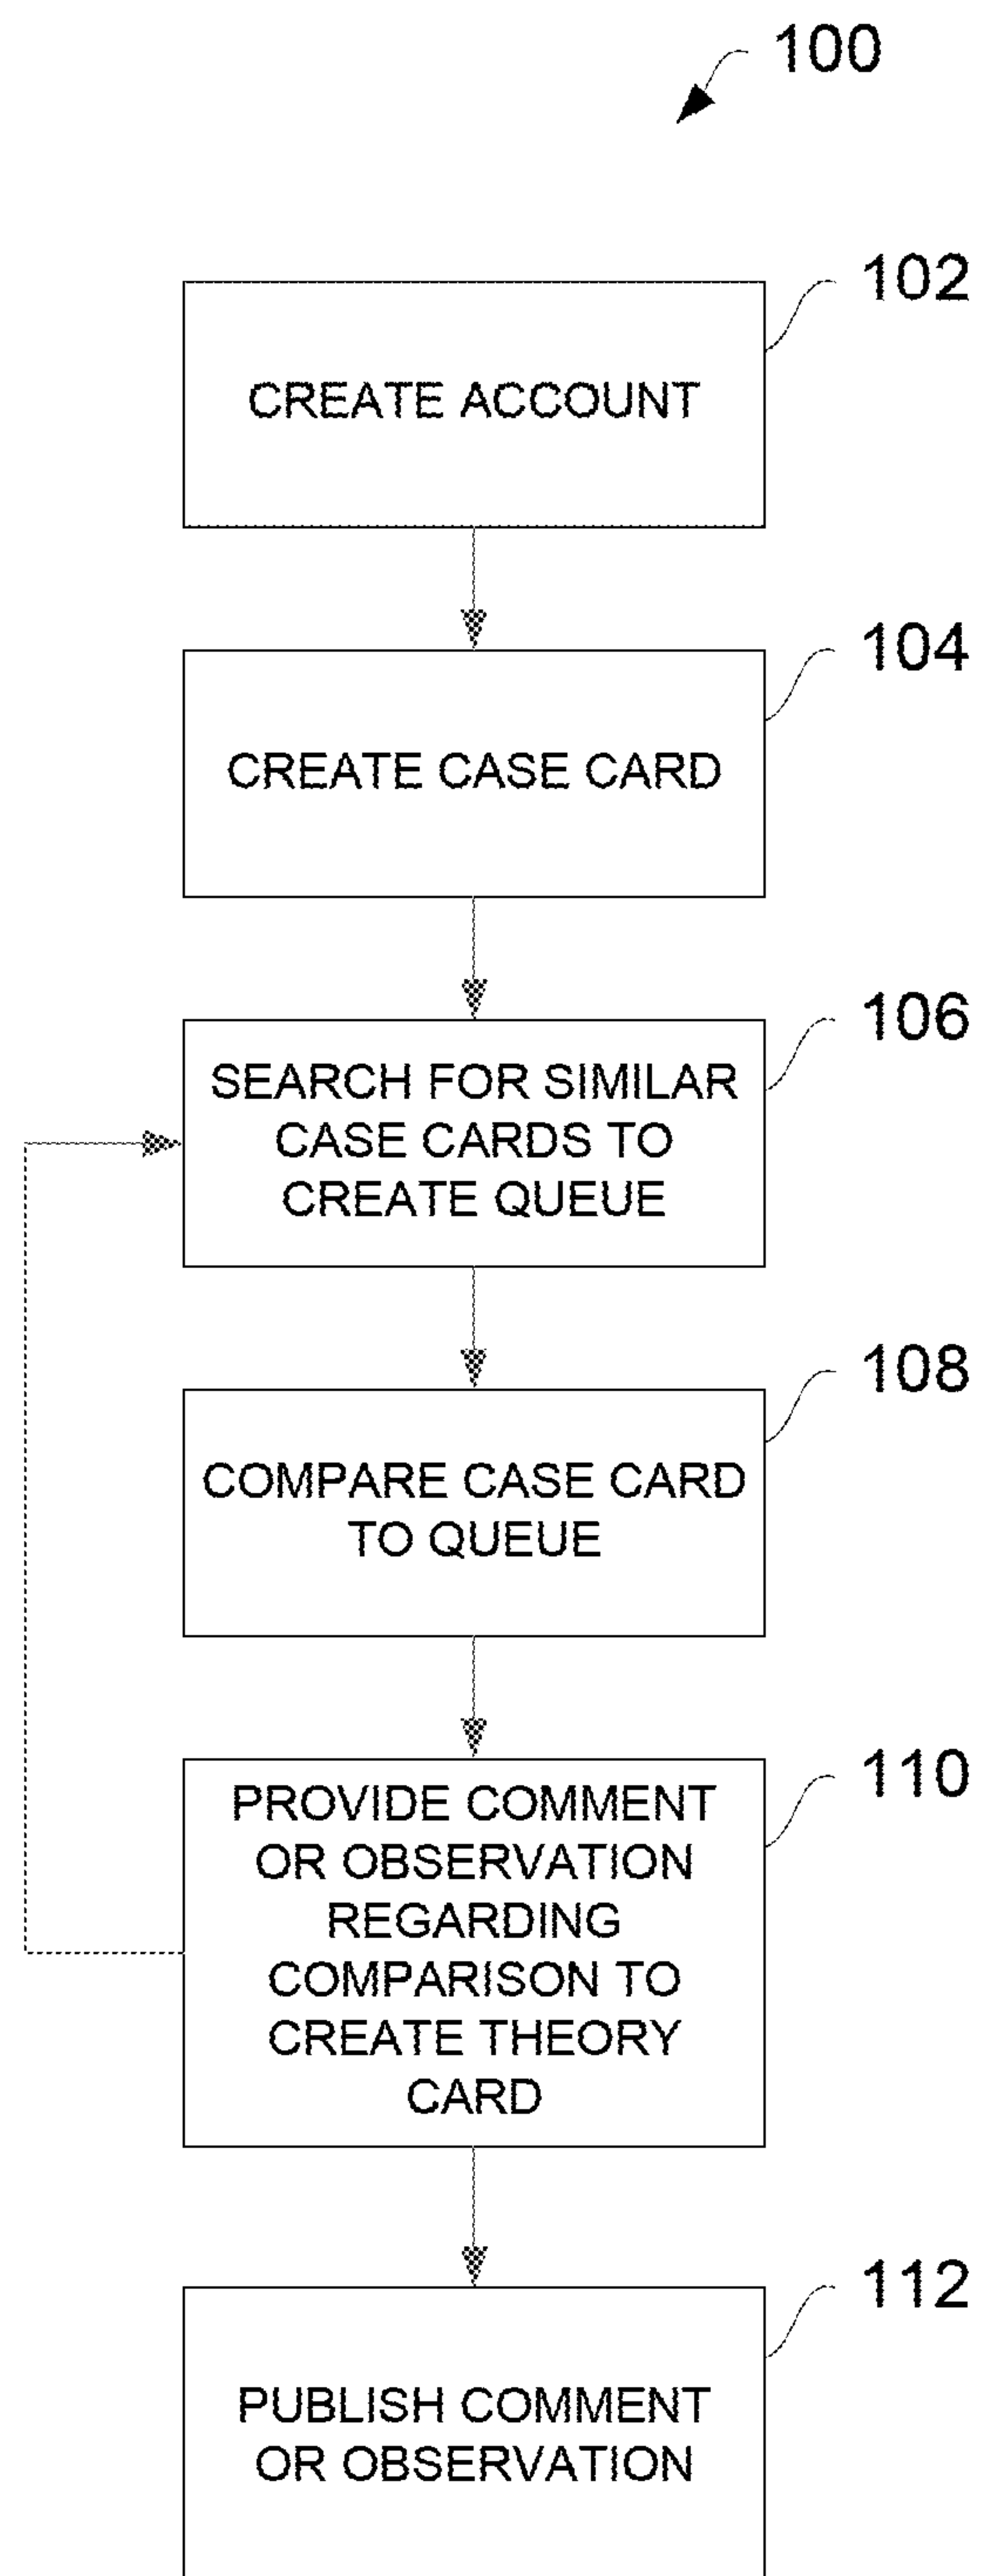 100
102
CREATE ACCOUNT
104
CREATE CASE CARD
106
SEARCH FOR SIMILAR
CASE CARDS TO
CREATE QUEUE
108
COMPARE CASE CARD
TO QUEUE
110
PROVIDE COMMENT
OR OBSERVATION
REGARDING
COMPARISON TO
CREATE THEORY
CARD
112
PUBLISH COMMENT
OR OBSERVATION